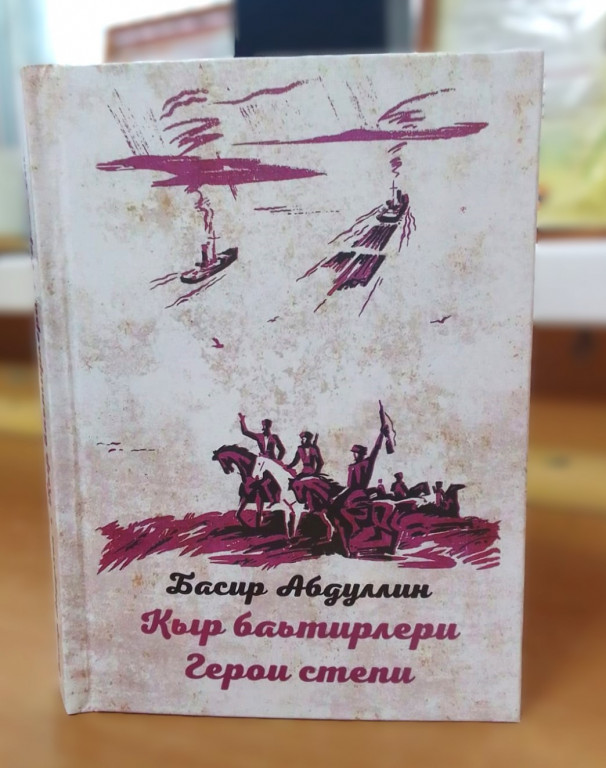 Басир Абдуллин
Кыр баьтирлери
Герои степи